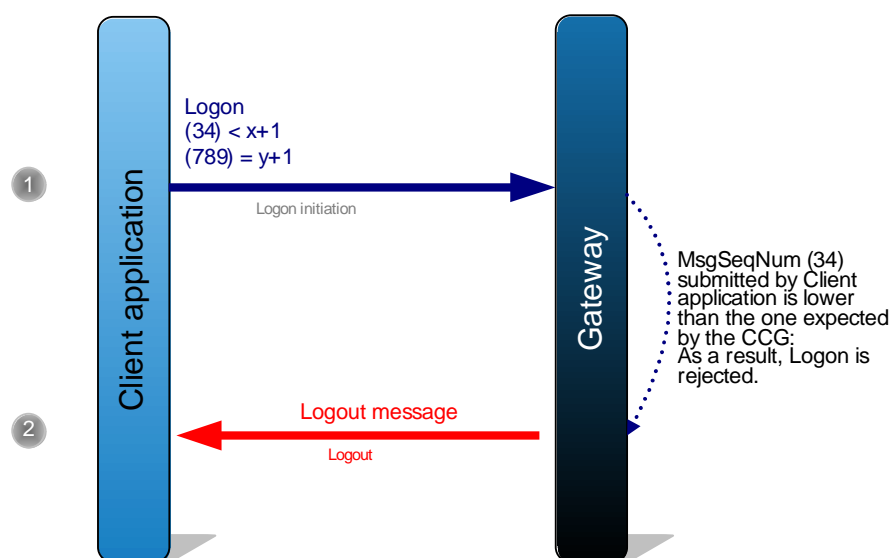 Logon
(34) < x+1
(789) = y+1
1
Logon initiation
Client application
Gateway
MsgSeqNum (34)
submitted by Client
application is lower
than the one expected
by the CCG:
As a result, Logon is
rejected.
2
Logout message
Logout